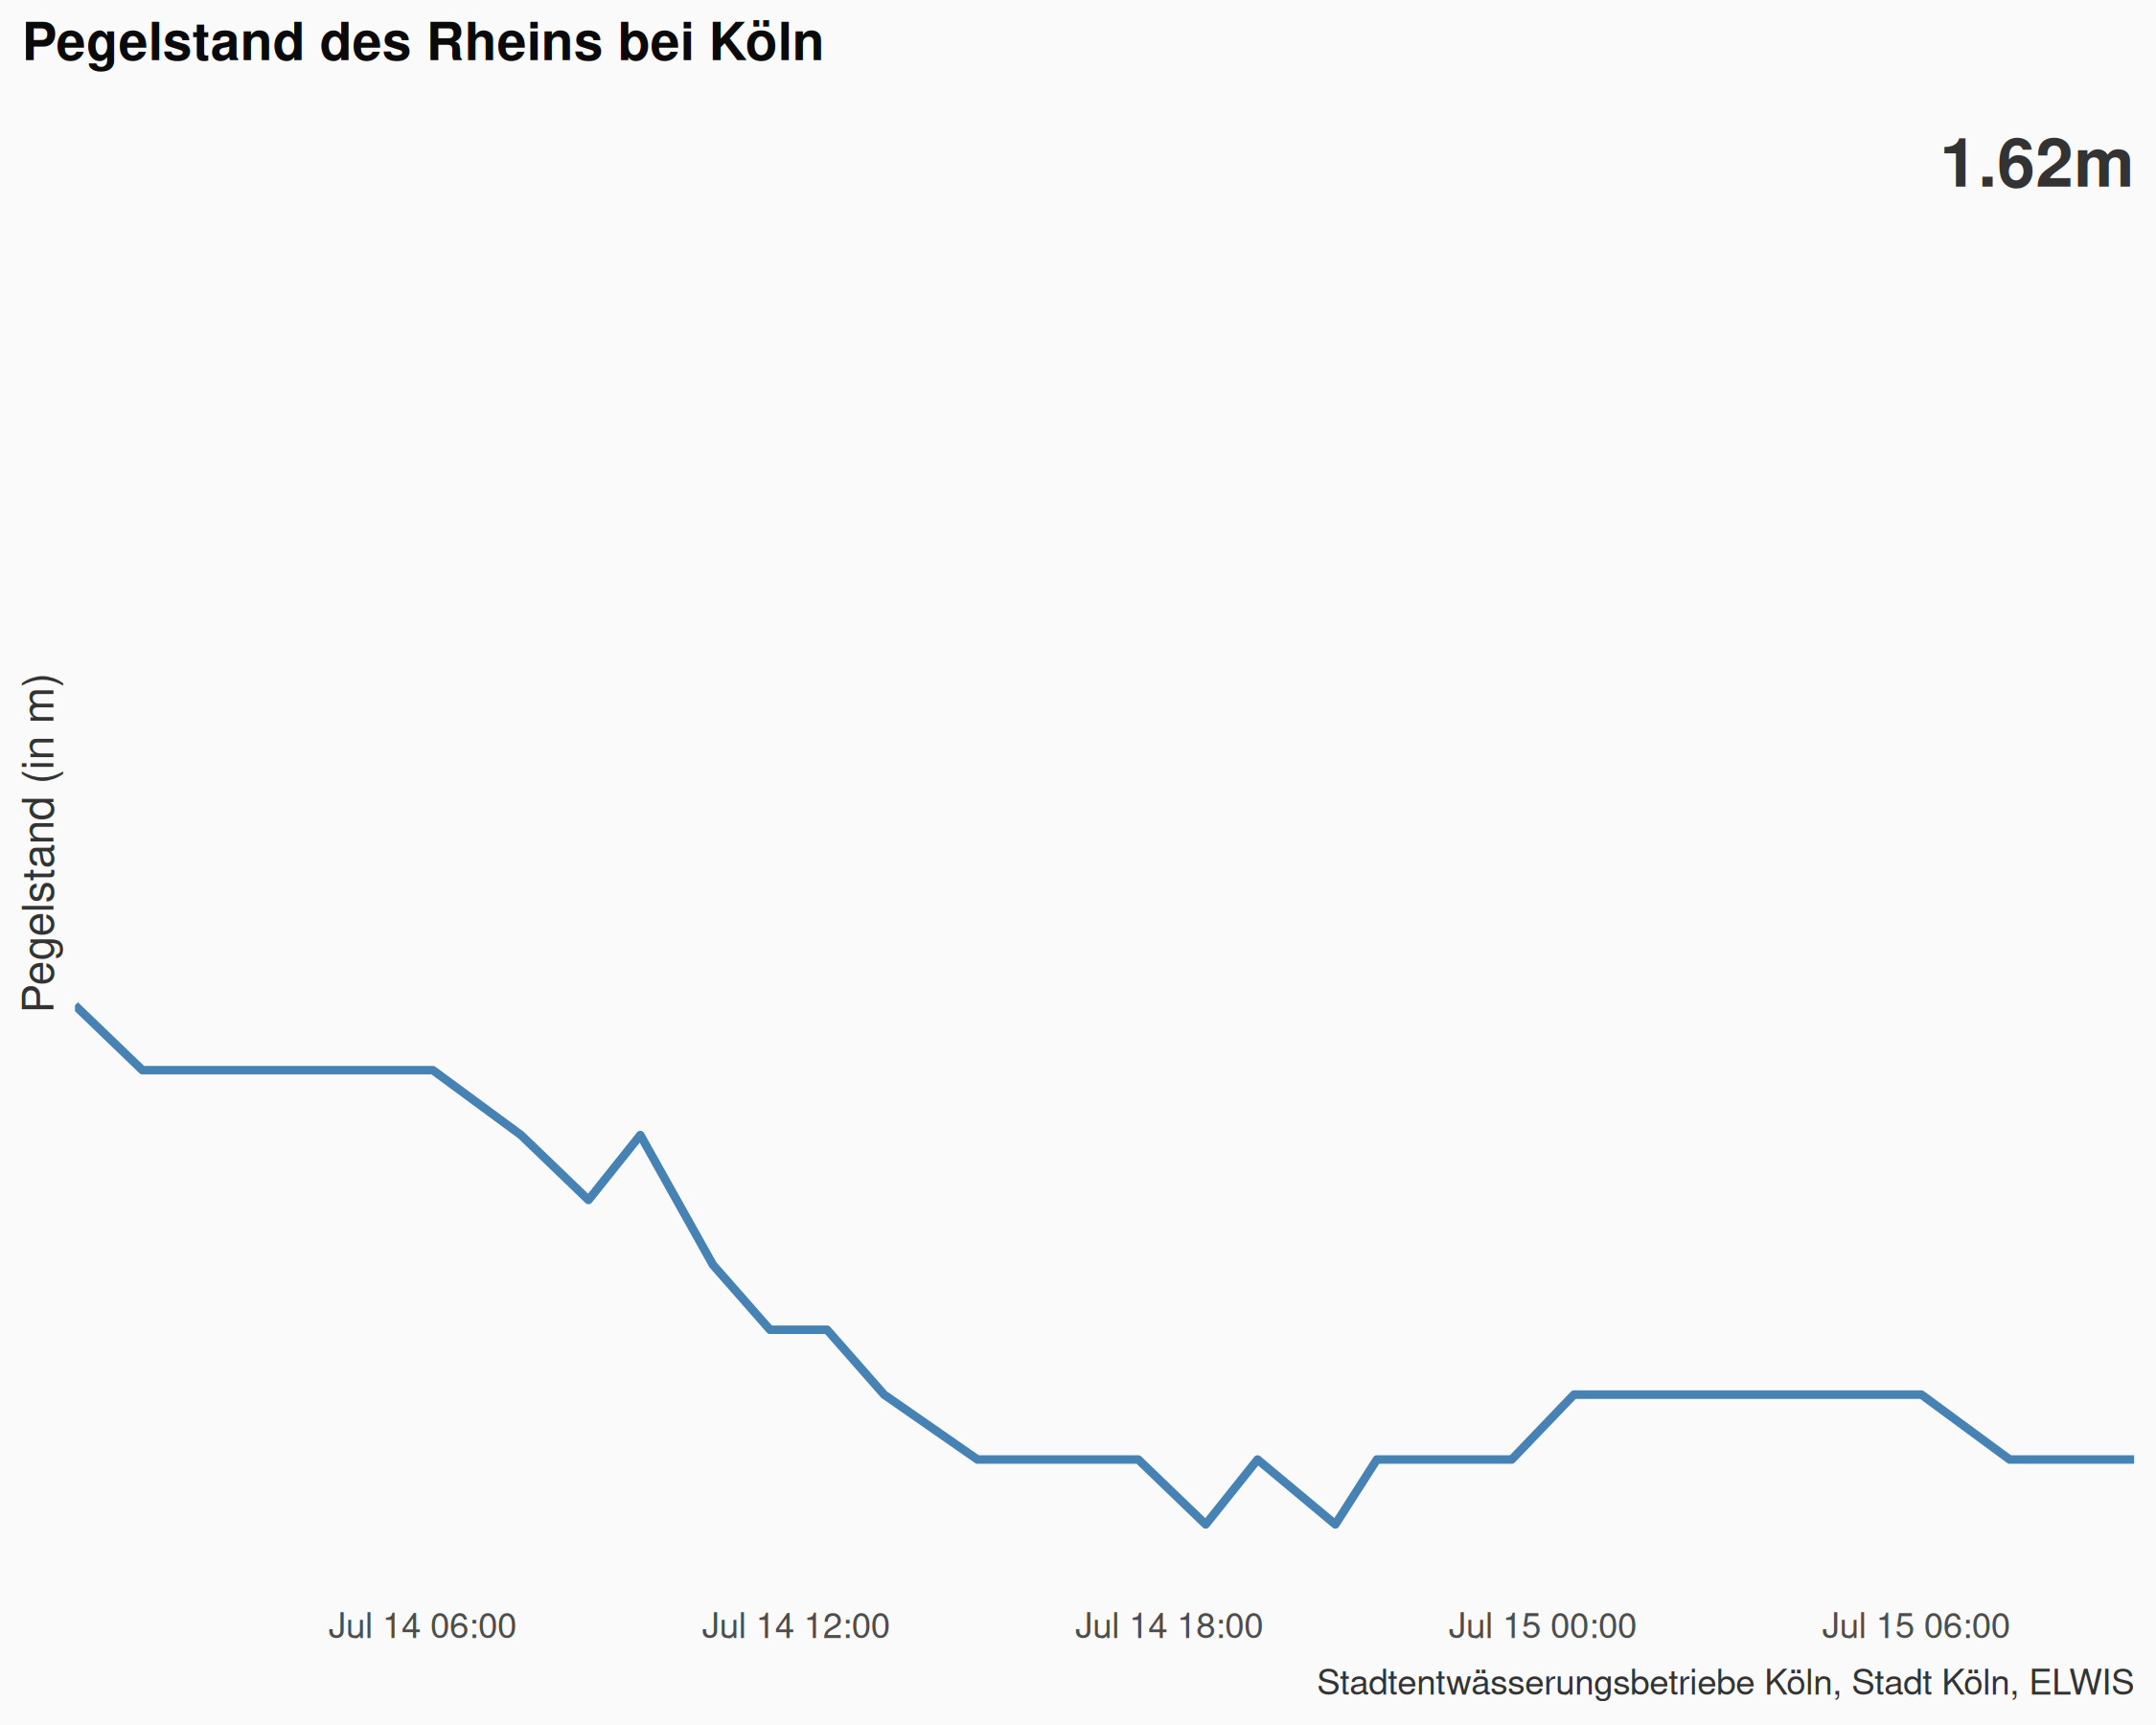 Pegelstand des Rheins bei Köln
1.62m
Pegelstand (in m)
Jul 14 06:00 Jul 14 12:00 Jul 14 18:00 Jul 15 00:00 Jul 15 06:00
Stadtentwässerungsbetriebe Köln, Stadt Köln, ELWIS